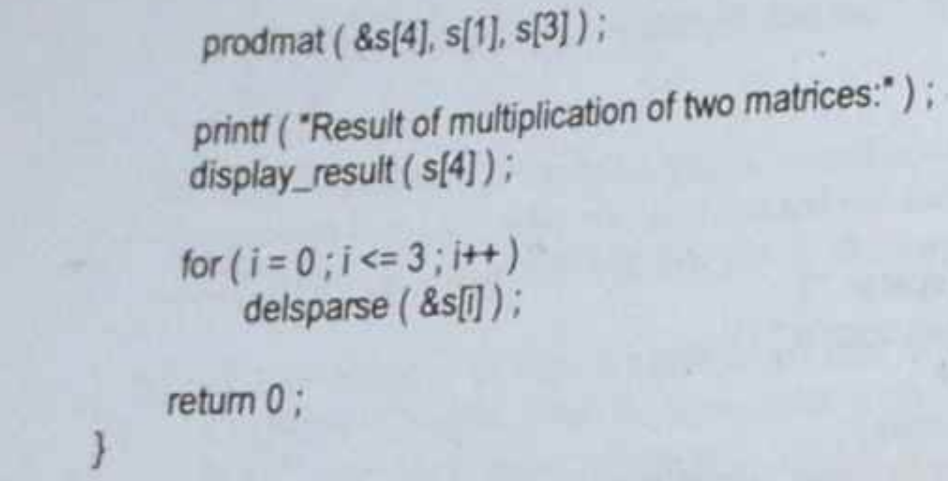 prodmat ( &s[4], s[1], s[3] ) ;
printf ( "Result of multiplication of two matrices:" ) ;
display_result ( s[4] ) ;
for ( i = 0 ; i <= 3 ; i++ )
delsparse ( &s[i] ) ;
return 0 ;
}